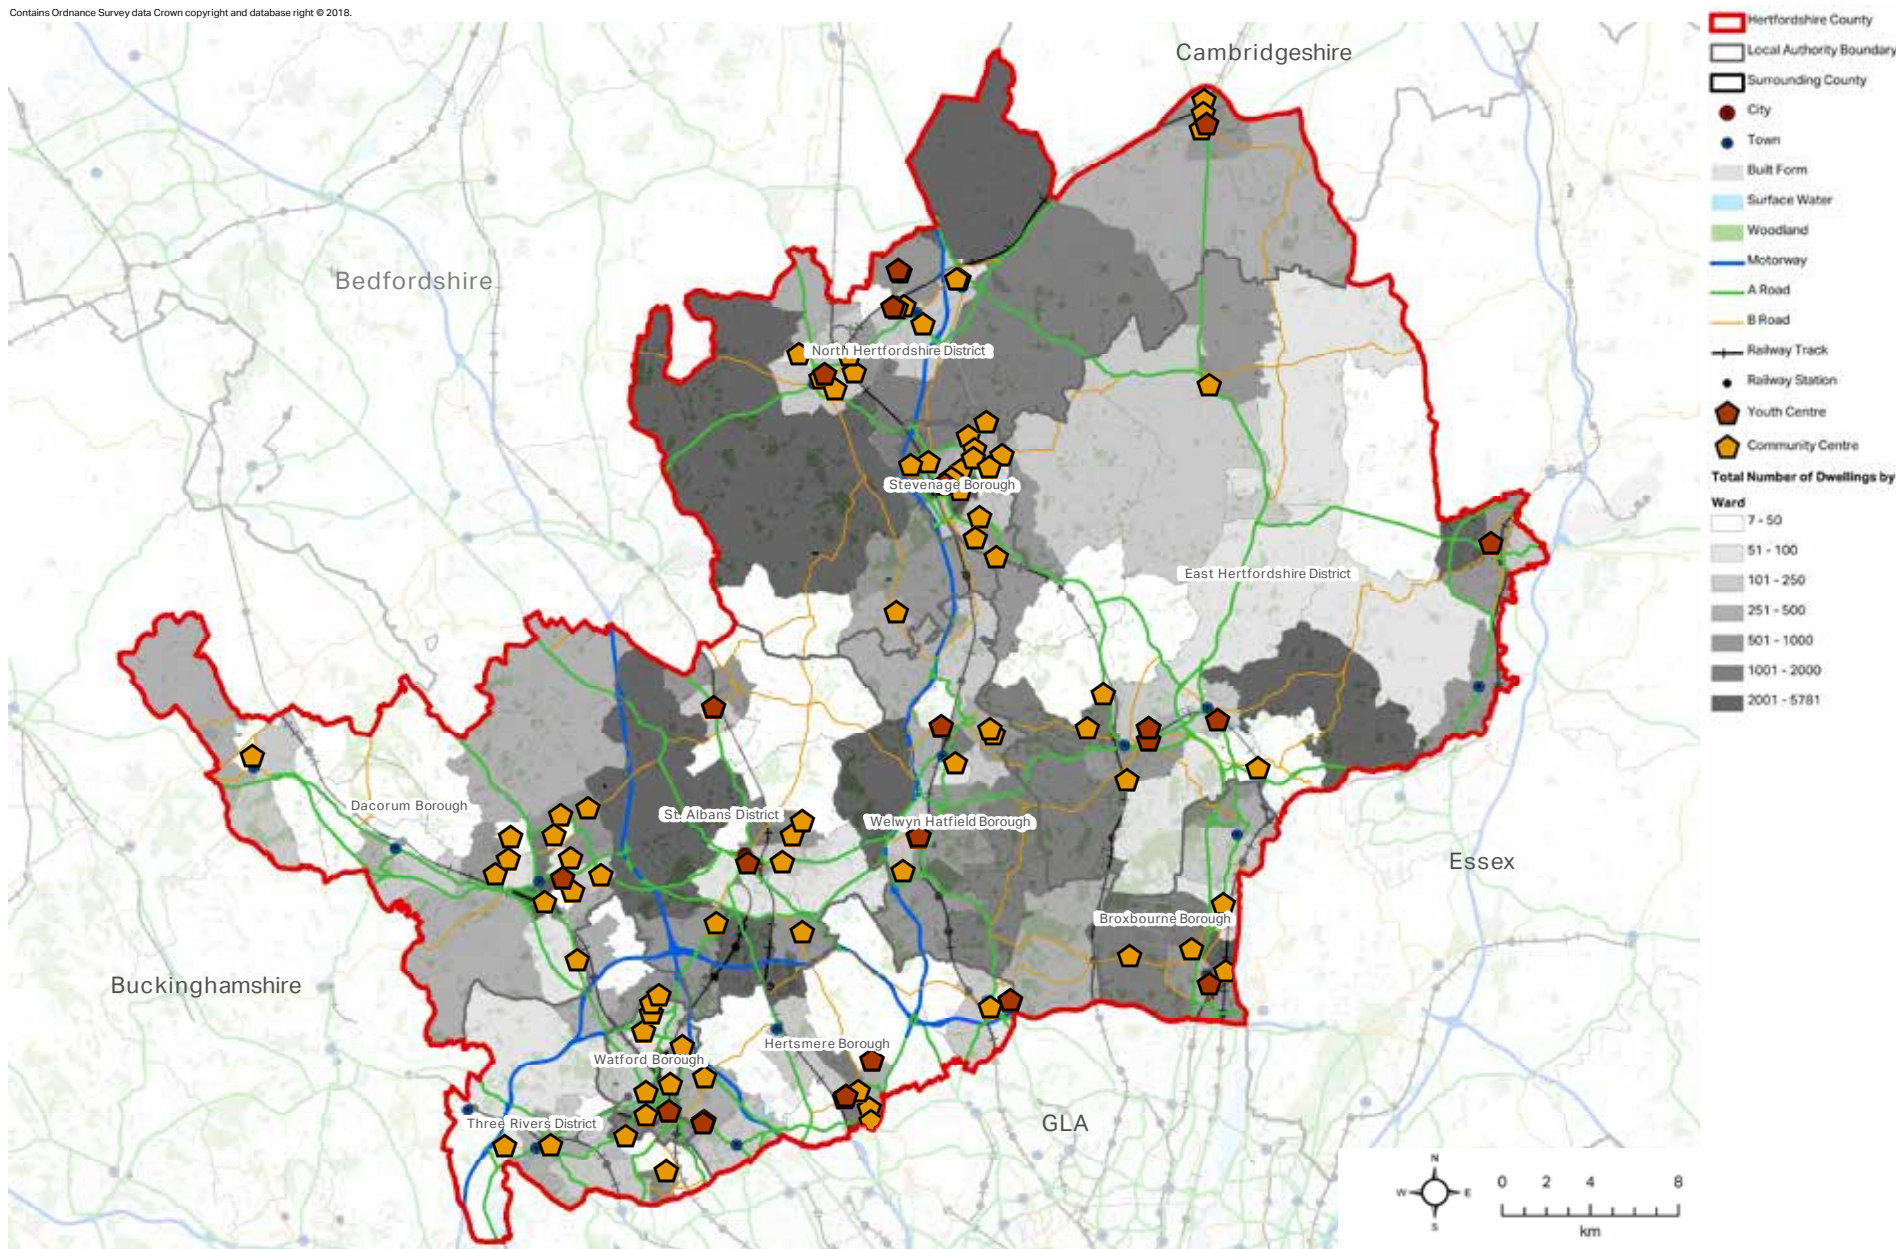 Contains Ordnance Survey data Crown copyright and database right © 2018.
Cambridgeshire
Bedfordshire
North Hertfordshire District
Stevenage Borough
East Hertfordshire District
Dacorum Borough
St. Albans District
Welwyn Hatfield Borough
Essex
Broxbourne Borough
Buckinghamshire
Hertsmere Borough
Watford Borough
Three Rivers District
GLA
Hertfordshire County
Local Authority Boundary
Surrounding County
City
Town
Built Form
Surface Water
Woodland
Motorway
A Road
B Road
Railway Track
Railway Station
Youth Centre
Community Centre
Total Number of Dwellings by
Ward
7 - 50
51 - 100
101 - 250
251 - 500
501 - 1000
1001 - 2000
2001 - 5781
N
W E
S
0 2 4 8
km